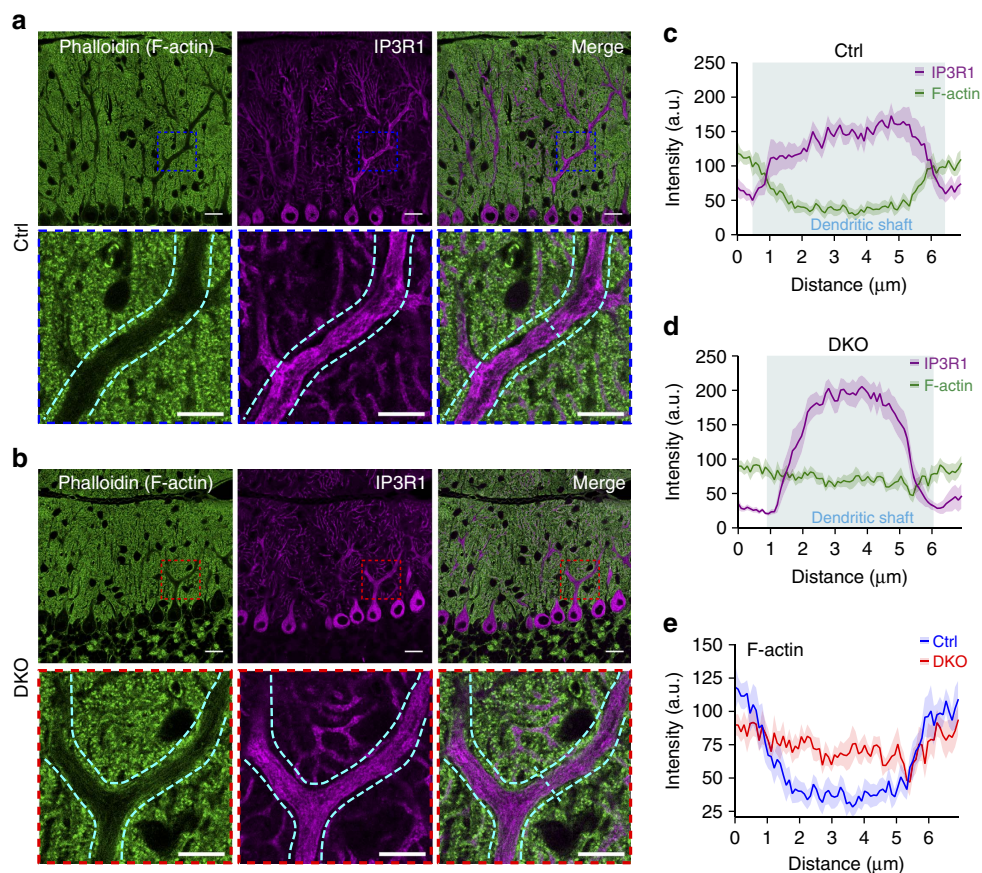 a
Phalloidin (F-actin)
IP3R1
Merge
Ctrl
b
Phalloidin (F-actin)
IP3R1
Merge
DKO
c
Ctrl
IP3R1
F-actin
Intensity (a.u.)
250
200
150
100
50
0
Dendritic shaft
0 1 2 3 4 5 6
Distance (μm)
d
DKO
IP3R1
F-actin
Intensity (a.u.)
250
200
150
100
50
0
Dendritic shaft
0 1 2 3 4 5 6
Distance (μm)
e
F-actin
Ctrl
DKO
Intensity (a.u.)
150
125
100
75
50
25
0 1 2 3 4 5 6
Distance (μm)